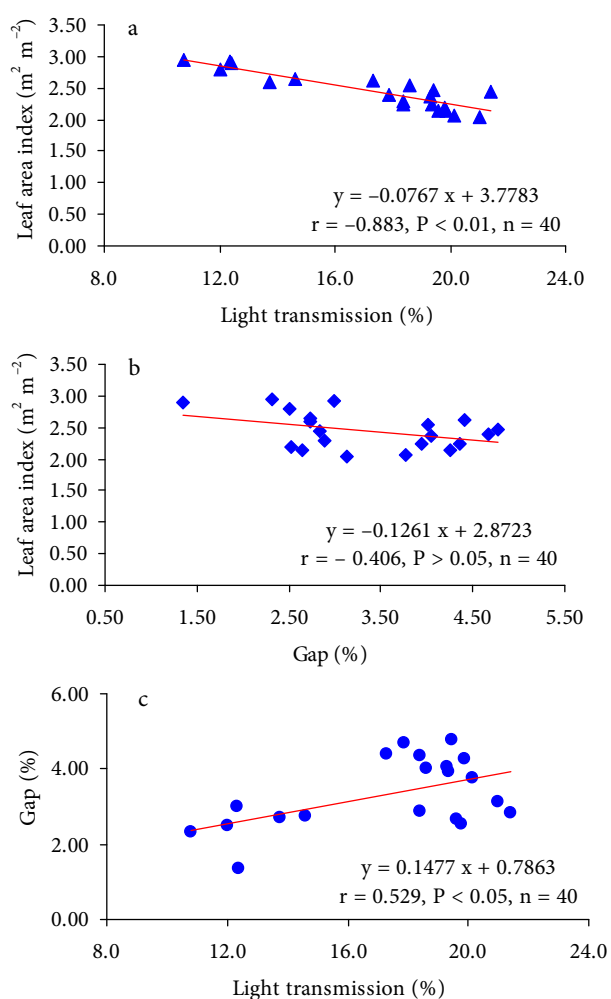 a
Leaf area index (m² m⁻²)
3.50
3.00
2.50
2.00
1.50
1.00
0.50
0.00
y = –0.0767 x + 3.7783
r = –0.883, P < 0.01, n = 40
8.0 12.0 16.0 20.0 24.0
Light transmission (%)
b
Leaf area index (m² m⁻²)
3.50
3.00
2.50
2.00
1.50
1.00
0.50
0.00
y = –0.1261 x + 2.8723
r = – 0.406, P > 0.05, n = 40
0.50 1.50 2.50 3.50 4.50 5.50
Gap (%)
c
Gap (%)
6.00
4.00
2.00
0.00
y = 0.1477 x + 0.7863
r = 0.529, P < 0.05, n = 40
8.0 12.0 16.0 20.0 24.0
Light transmission (%)